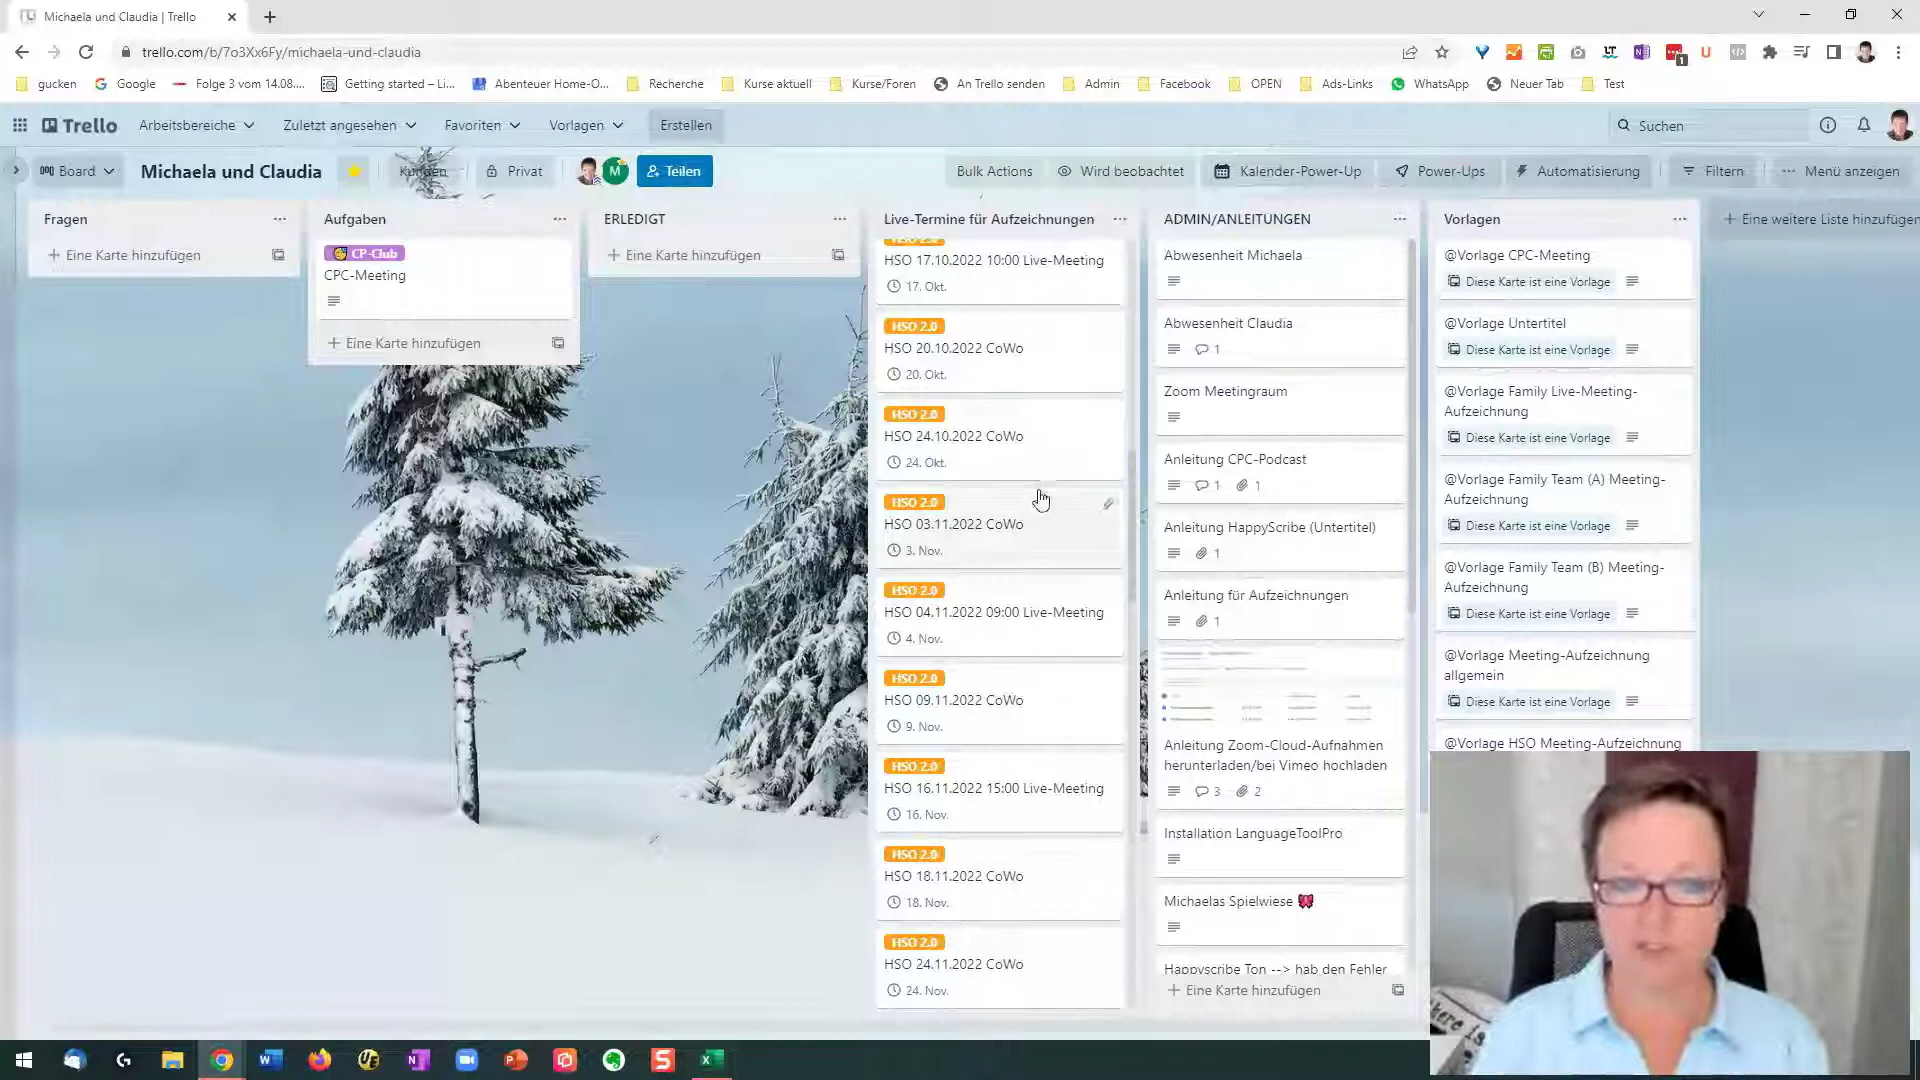 Michaela und Claudia | Trello
trello.com/b/7o3Xx6Fy/michaela-und-claudia
1
gucken
Google
Folge 3 vom 14.08....
Getting started – Li...
Abenteuer Home-O...
Recherche
Kurse aktuell
Kurse/Foren
An Trello senden
Admin
Facebook
OPEN
Ads-Links
WhatsApp
Neuer Tab
Test
Trello
Arbeitsbereiche
Zuletzt angesehen
Favoriten
Vorlagen
Erstellen
Suchen
Board
Michaela und Claudia
Kunden
Privat
M
Teilen
Bulk Actions
Wird beobachtet
Kalender-Power-Up
Power-Ups
Automatisierung
Filtern
Menü anzeigen
Fragen
+ Eine Karte hinzufügen
Aufgaben
CP-Club
CPC-Meeting
+ Eine Karte hinzufügen
ERLEDIGT
+ Eine Karte hinzufügen
Live-Termine für Aufzeichnungen
HSO 2.0
HSO 17.10.2022 10:00 Live-Meeting
17. Okt.
HSO 2.0
HSO 20.10.2022 CoWo
20. Okt.
HSO 2.0
HSO 24.10.2022 CoWo
24. Okt.
HSO 2.0
HSO 03.11.2022 CoWo
3. Nov.
HSO 2.0
HSO 04.11.2022 09:00 Live-Meeting
4. Nov.
HSO 2.0
HSO 09.11.2022 CoWo
9. Nov.
HSO 2.0
HSO 16.11.2022 15:00 Live-Meeting
16. Nov.
HSO 2.0
HSO 18.11.2022 CoWo
18. Nov.
HSO 2.0
HSO 24.11.2022 CoWo
24. Nov.
ADMIN/ANLEITUNGEN
Abwesenheit Michaela
Abwesenheit Claudia
1
Zoom Meetingraum
Anleitung CPC-Podcast
1 1
Anleitung HappyScribe (Untertitel)
1
Anleitung für Aufzeichnungen
1
Anleitung Zoom-Cloud-Aufnahmen
herunterladen/bei Vimeo hochladen
3 2
Installation LanguageToolPro
Michaelas Spielwiese
Happyscribe Ton --> hab den Fehler
+ Eine Karte hinzufügen
Vorlagen
@Vorlage CPC-Meeting
Diese Karte ist eine Vorlage
@Vorlage Untertitel
Diese Karte ist eine Vorlage
@Vorlage Family Live-Meeting-
Aufzeichnung
Diese Karte ist eine Vorlage
@Vorlage Family Team (A) Meeting-
Aufzeichnung
Diese Karte ist eine Vorlage
@Vorlage Family Team (B) Meeting-
Aufzeichnung
Diese Karte ist eine Vorlage
@Vorlage Meeting-Aufzeichnung
allgemein
Diese Karte ist eine Vorlage
@Vorlage HSO Meeting-Aufzeichnung
+ Eine weitere Liste hinzufügen
here is